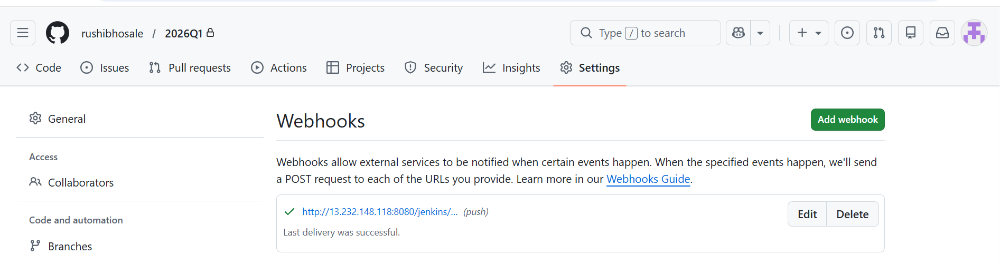 rushibhosale / 2026Q1
Type / to search
Code Issues Pull requests Actions Projects Security Insights Settings
General
Access
Collaborators
Code and automation
Branches
Webhooks
Add webhook
Webhooks allow external services to be notified when certain events happen. When the specified events happen, we'll send
a POST request to each of the URLs you provide. Learn more in our Webhooks Guide.
http://13.232.148.118:8080/jenkins/... (push)
Edit Delete
Last delivery was successful.